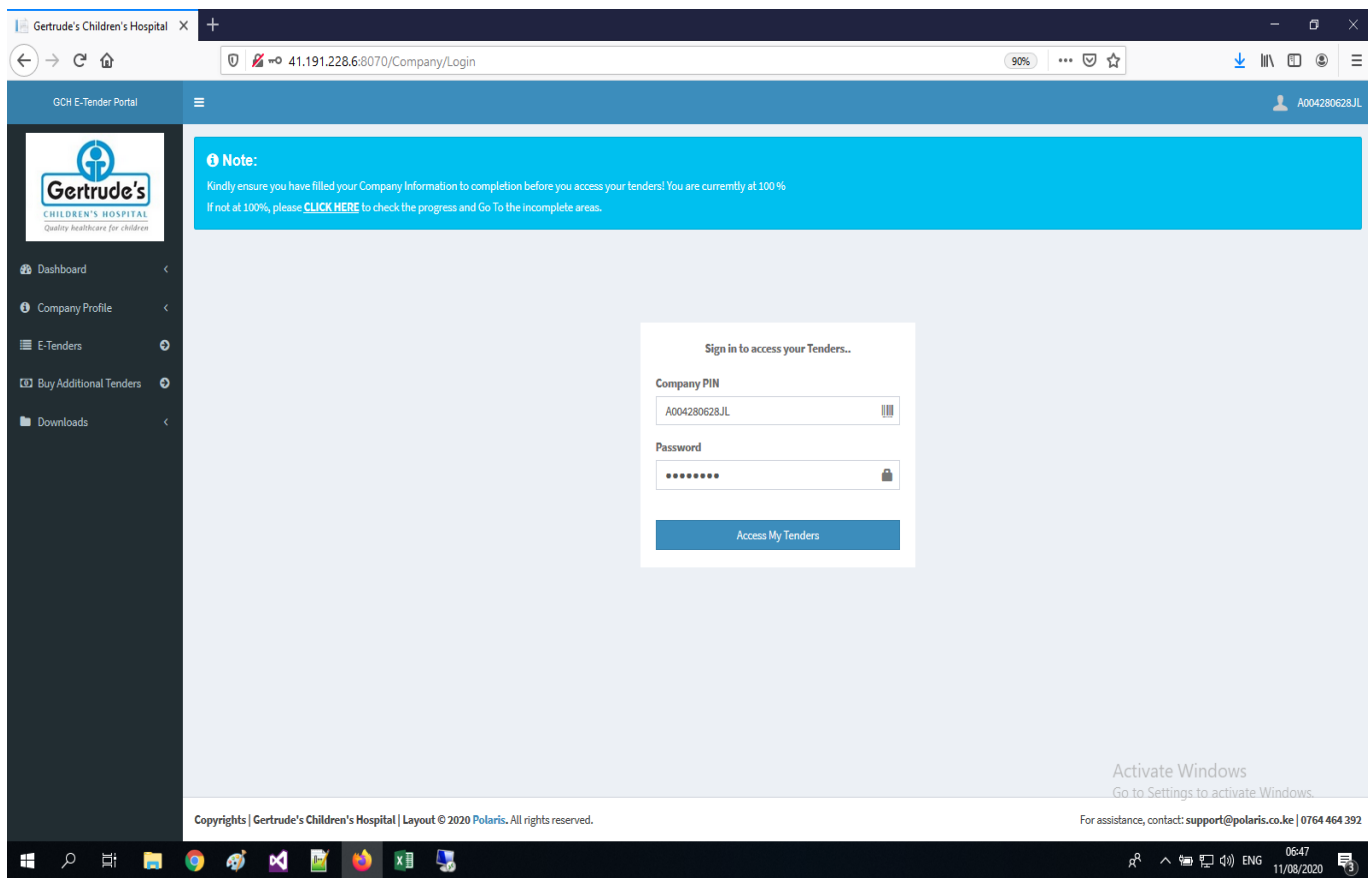 Gertrude's Children's Hospital
41.191.228.6:8070/Company/Login
90%
GCH E-Tender Portal
A004280628JL
Gertrude's
CHILDREN'S HOSPITAL
Quality healthcare for children
Note:
Kindly ensure you have filled your Company Information to completion before you access your tenders! You are curremtly at 100 %
If not at 100%, please CLICK HERE to check the progress and Go To the incomplete areas.
Dashboard
Company Profile
E-Tenders
Buy Additional Tenders
Downloads
Sign in to access your Tenders..
Company PIN
A004280628JL
Password
Access My Tenders
Activate Windows
Go to Settings to activate Windows.
Copyrights | Gertrude's Children's Hospital | Layout © 2020 Polaris. All rights reserved.
For assistance, contact: support@polaris.co.ke | 0764 464 392
ENG
06:47
11/08/2020
3